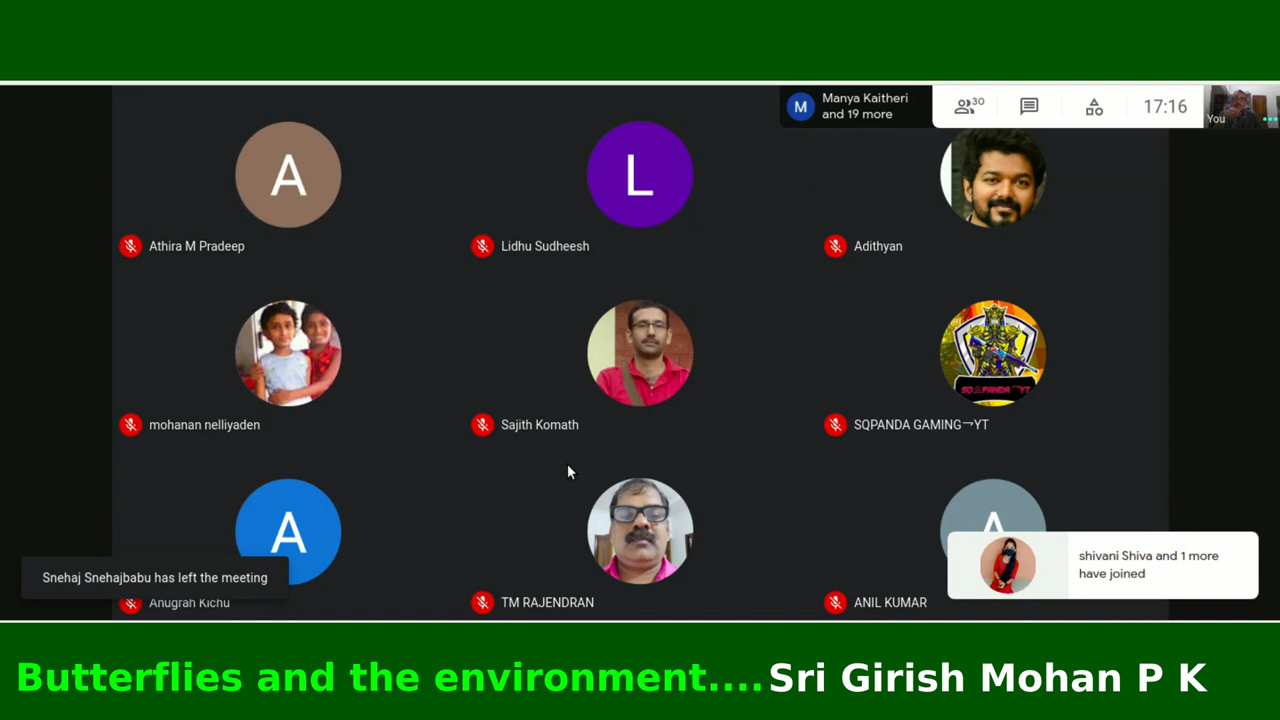 Manya Kaitheri
and 19 more
30
17:16
M
You
A
L
Athira M Pradeep
Lidhu Sudheesh
Adithyan
mohanan nelliyaden
Sajith Komath
SQPANDA GAMING￢YT
A
A
Snehaj Snehajbabu has left the meeting
shivani Shiva and 1 more
have joined
Anugrah Kichu
TM RAJENDRAN
ANIL KUMAR
Butterflies and the environment....Sri Girish Mohan P K